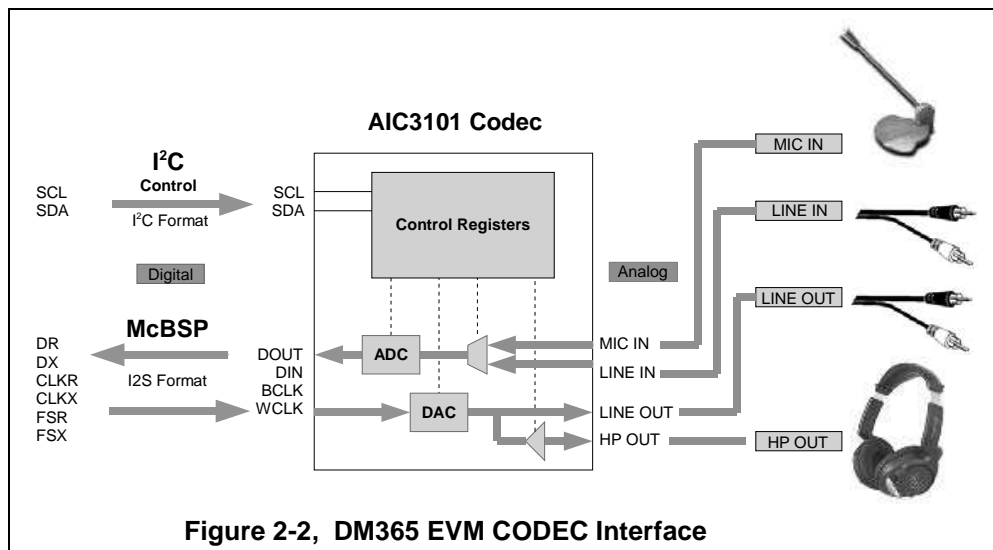 AIC3101 Codec
I²C
Control
I²C Format
SCL
SDA
SCL
SDA
Control Registers
MIC IN
LINE IN
LINE OUT
HP OUT
Digital
Analog
McBSP
I2S Format
DR
DX
CLKR
CLKX
FSR
FSX
DOUT
DIN
BCLK
WCLK
ADC
DAC
MIC IN
LINE IN
LINE OUT
HP OUT
Figure 2-2, DM365 EVM CODEC Interface